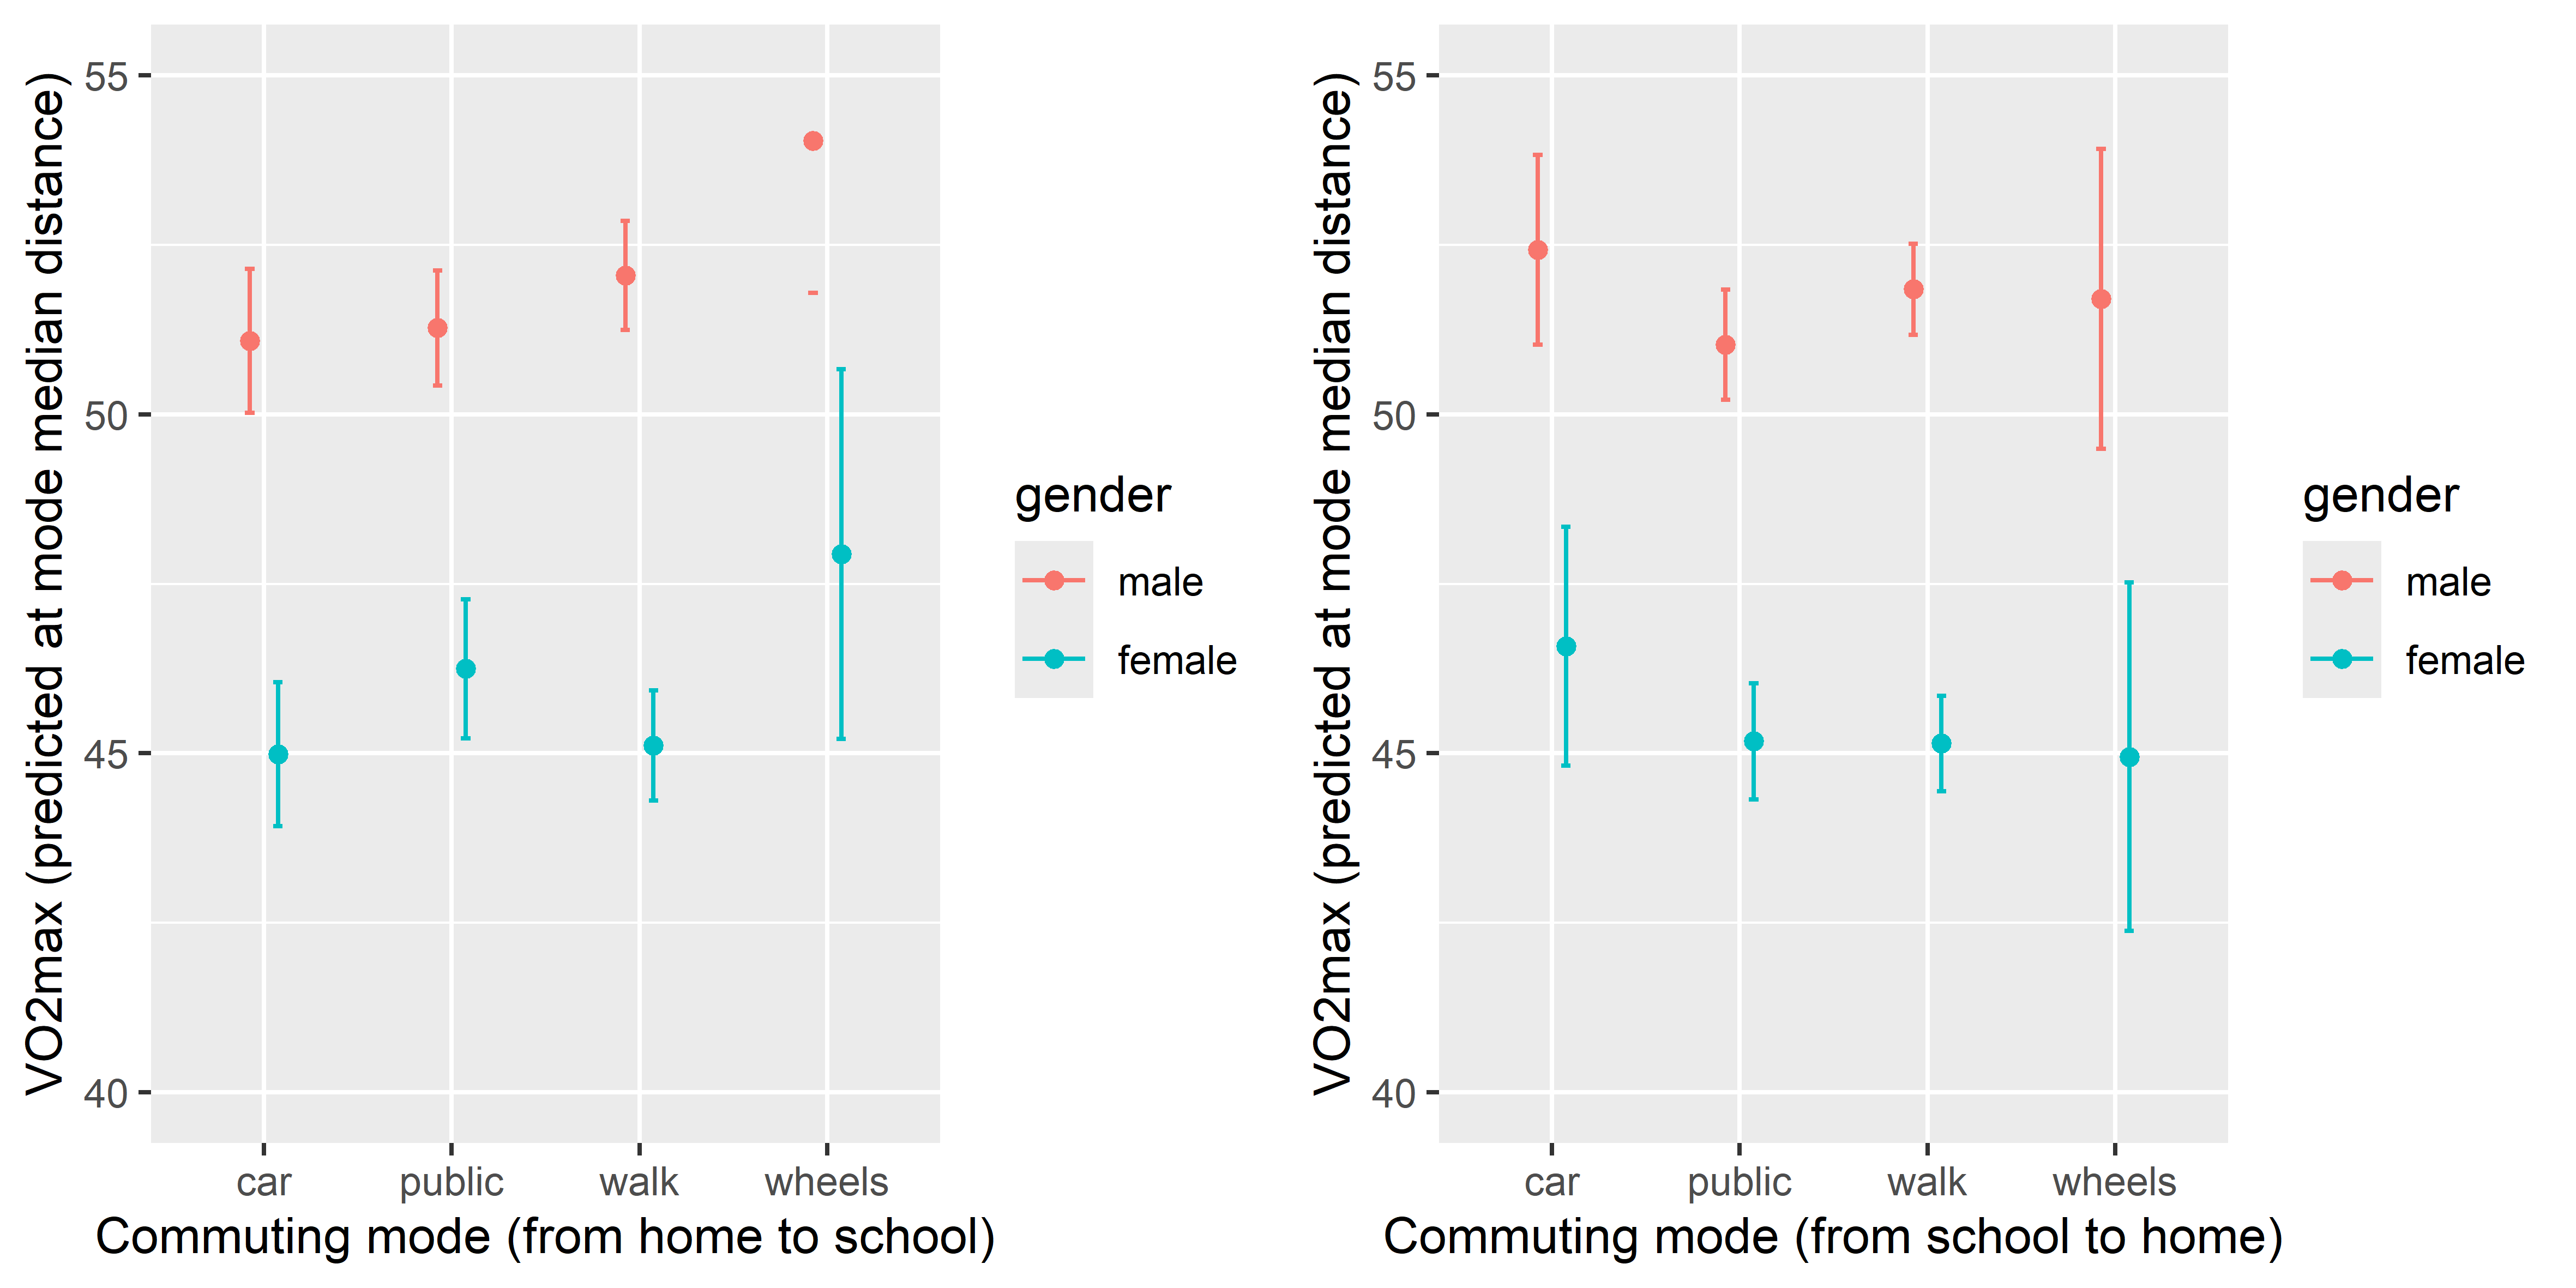 VO2max (predicted at mode median distance)
55
50
45
40
car public walk wheels
Commuting mode (from home to school)
gender
male
female
VO2max (predicted at mode median distance)
55
50
45
40
car public walk wheels
Commuting mode (from school to home)
gender
male
female